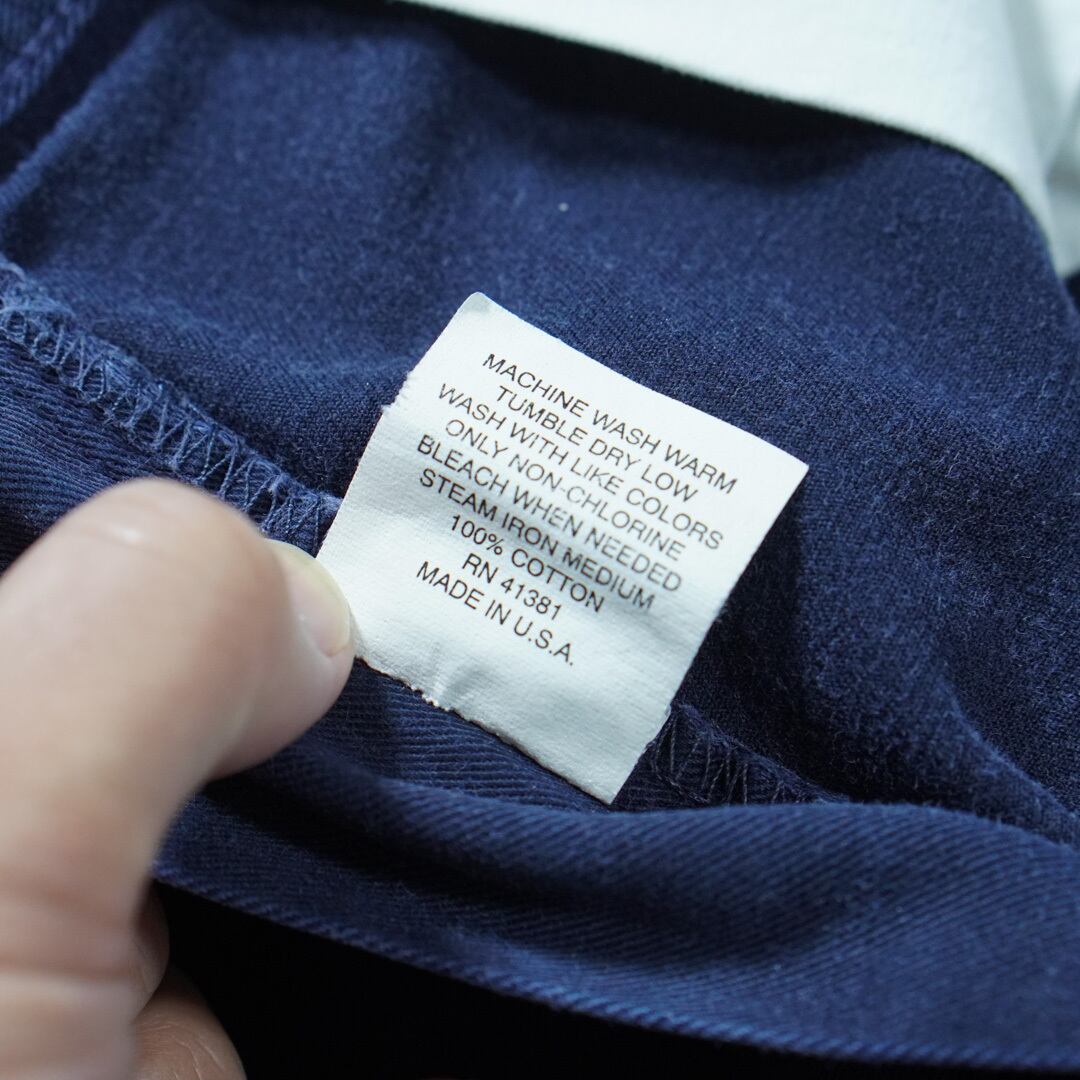 MACHINE WASH WARM
TUMBLE DRY LOW
WASH WITH LIKE COLORS
ONLY NON-CHLORINE
BLEACH WHEN NEEDED
STEAM IRON MEDIUM
100% COTTON
RN 41381
MADE IN U.S.A.